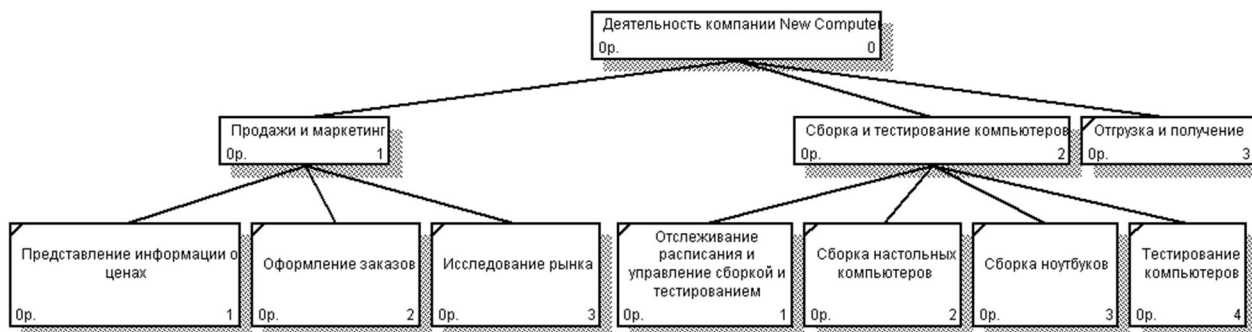 Деятельность компании New Computer
0р. 0
Продажи и маркетинг
0р. 1
Сборка и тестирование компьютеров
0р. 2
Отгрузка и получение
0р. 3
Представление информации о
ценах
0р. 1
Оформление заказов
0р. 2
Исследование рынка
0р. 3
Отслеживание
расписания и
управление сборкой и
тестированием
0р. 1
Сборка настольных
компьютеров
0р. 2
Сборка ноутбуков
0р. 3
Тестирование
компьютеров
0р. 4